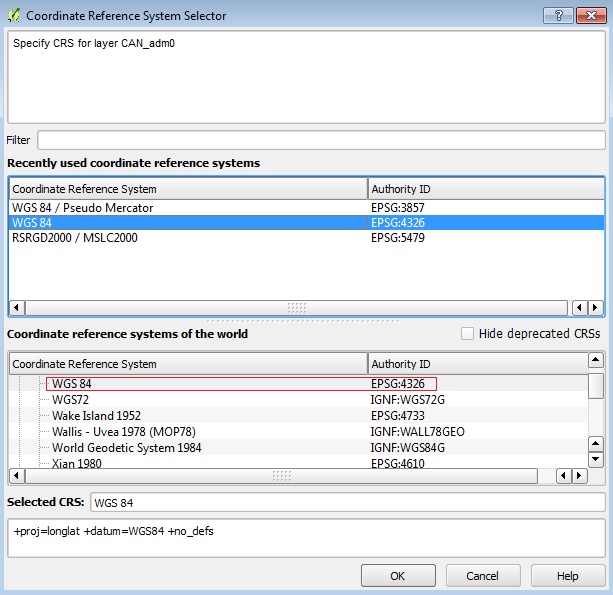 Coordinate Reference System Selector
Specify CRS for layer CAN_adm0
Filter
Recently used coordinate reference systems
Coordinate Reference System Authority ID
WGS 84 / Pseudo Mercator EPSG:3857
WGS 84 EPSG:4326
RSRGD2000 / MSLC2000 EPSG:5479
Coordinate reference systems of the world
Hide deprecated CRSs
Coordinate Reference System Authority ID
WGS 84 EPSG:4326
WGS72 IGNF:WGS72G
Wake Island 1952 EPSG:4733
Wallis - Uvea 1978 (MOP78) IGNF:WALL78GEO
World Geodetic System 1984 IGNF:WGS84G
Xian 1980 EPSG:4610
Selected CRS: WGS 84
+proj=longlat +datum=WGS84 +no_defs
OK Cancel Help